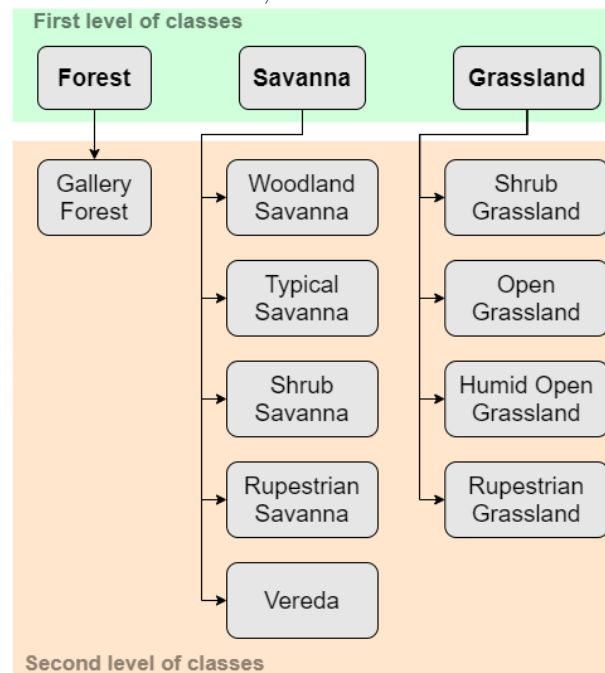 First level of classes
Forest
Savanna
Grassland
Gallery
Forest
Woodland
Savanna
Typical
Savanna
Shrub
Savanna
Rupestrian
Savanna
Vereda
Shrub
Grassland
Open
Grassland
Humid Open
Grassland
Rupestrian
Grassland
Second level of classes